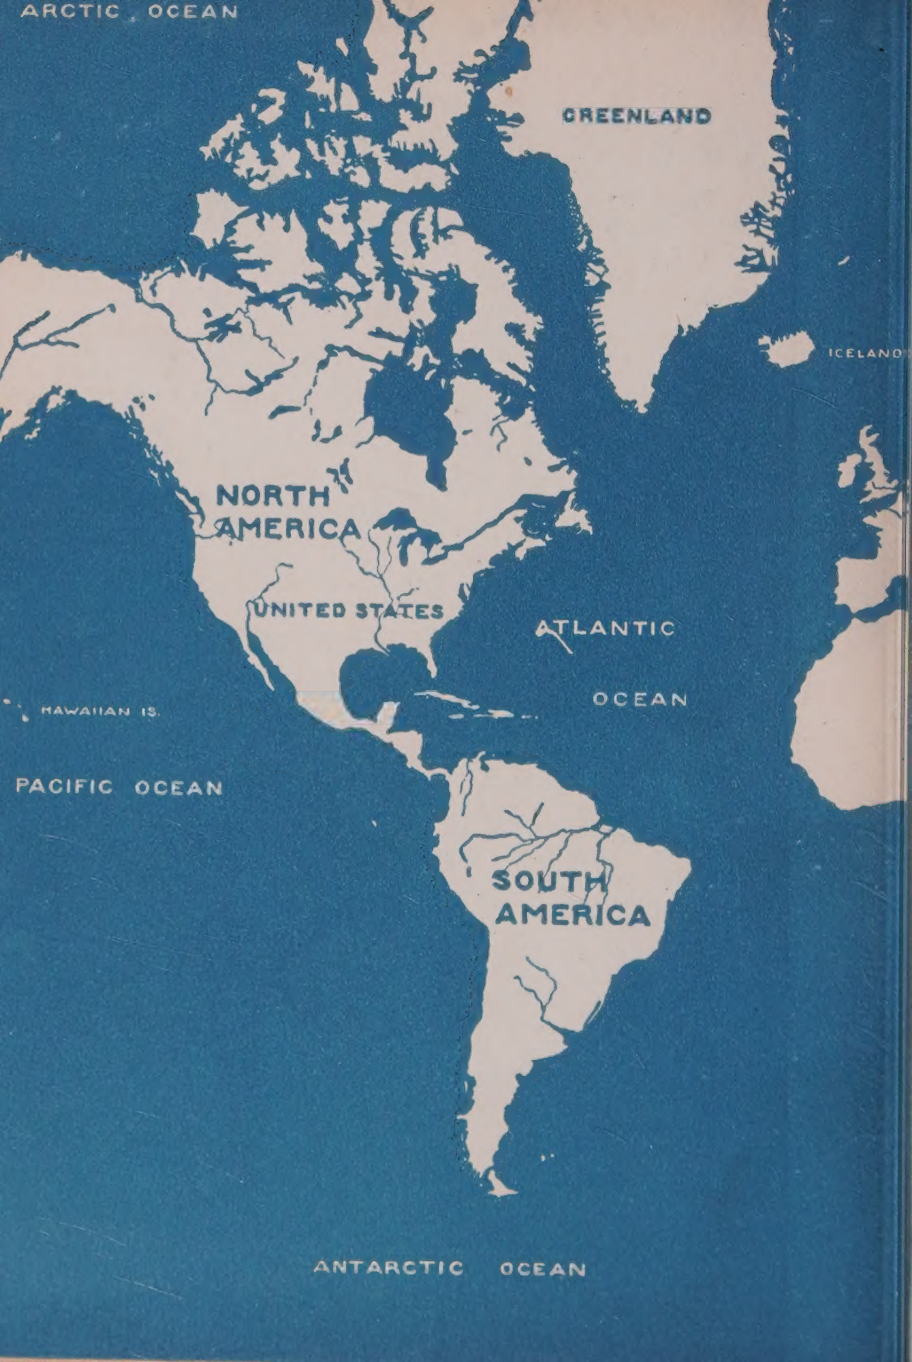 ARCTIC OCEAN
GREENLAND
ICELAND
NORTH
AMERICA
UNITED STATES
ATLANTIC
OCEAN
HAWAIIAN IS.
PACIFIC OCEAN
SOUTH
AMERICA
ANTARCTIC OCEAN